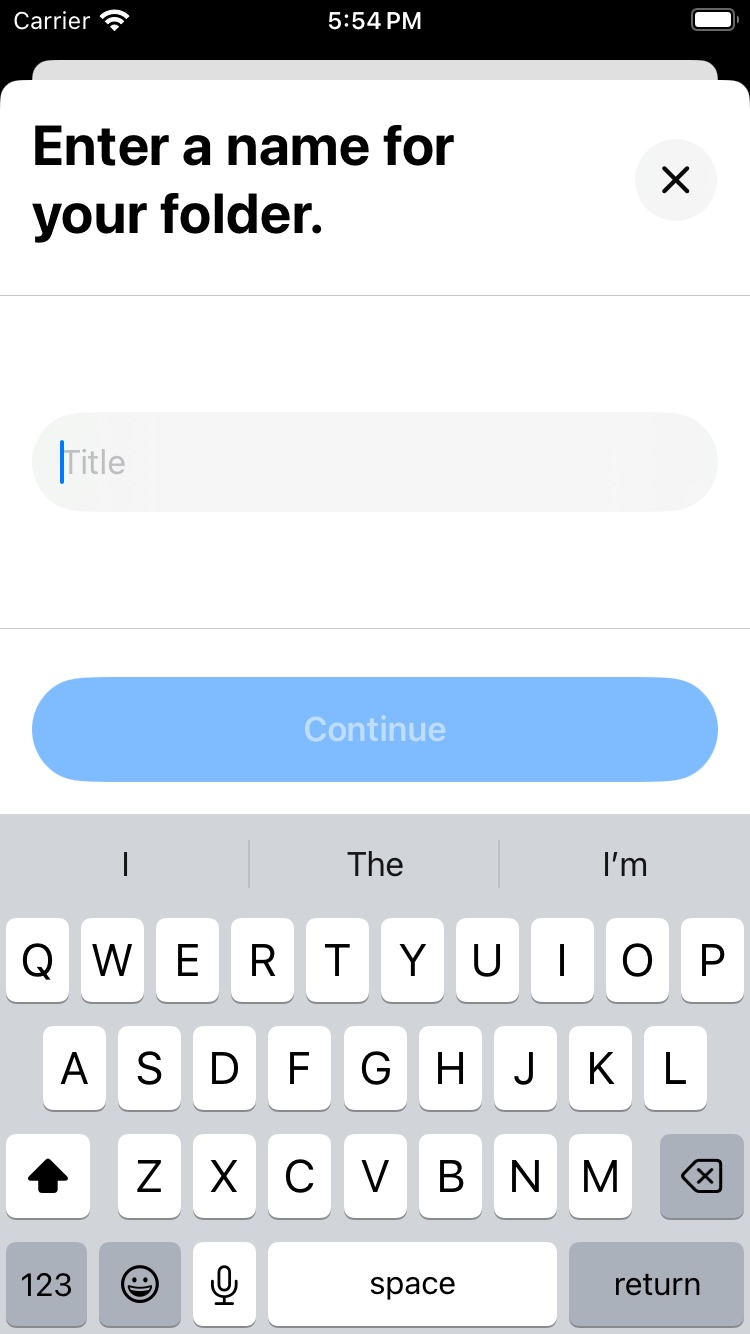 Carrier 5:54 PM
Enter a name for
your folder.
Title
Continue
I The I’m
Q W E R T Y U I O P
A S D F G H J K L
Z X C V B N M
123 space return